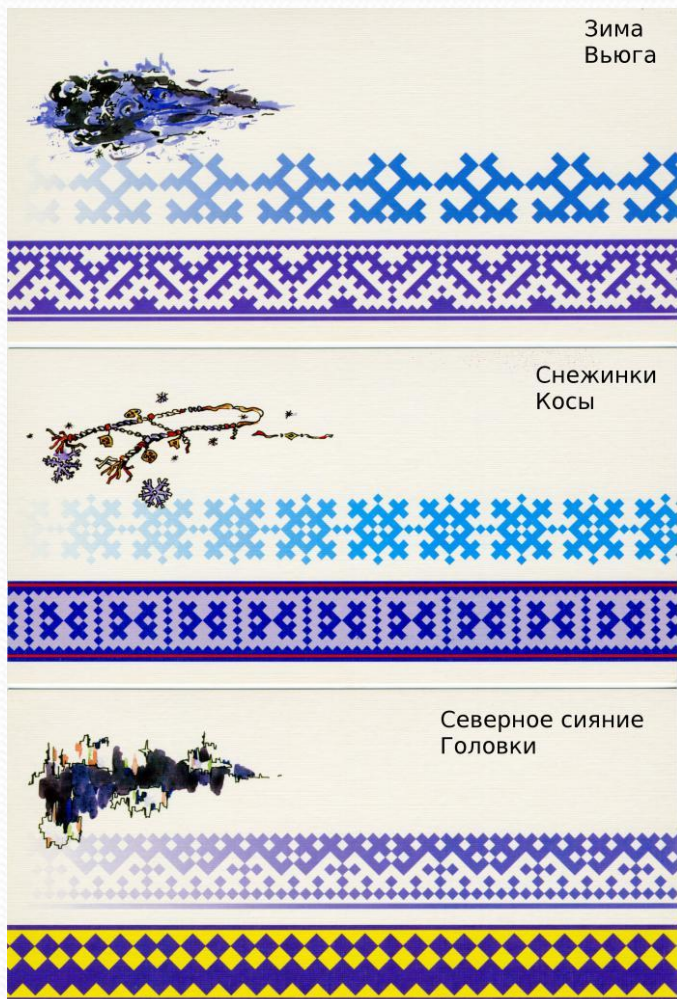 Зима
Вьюга
Снежинки
Косы
Северное сияние
Головки